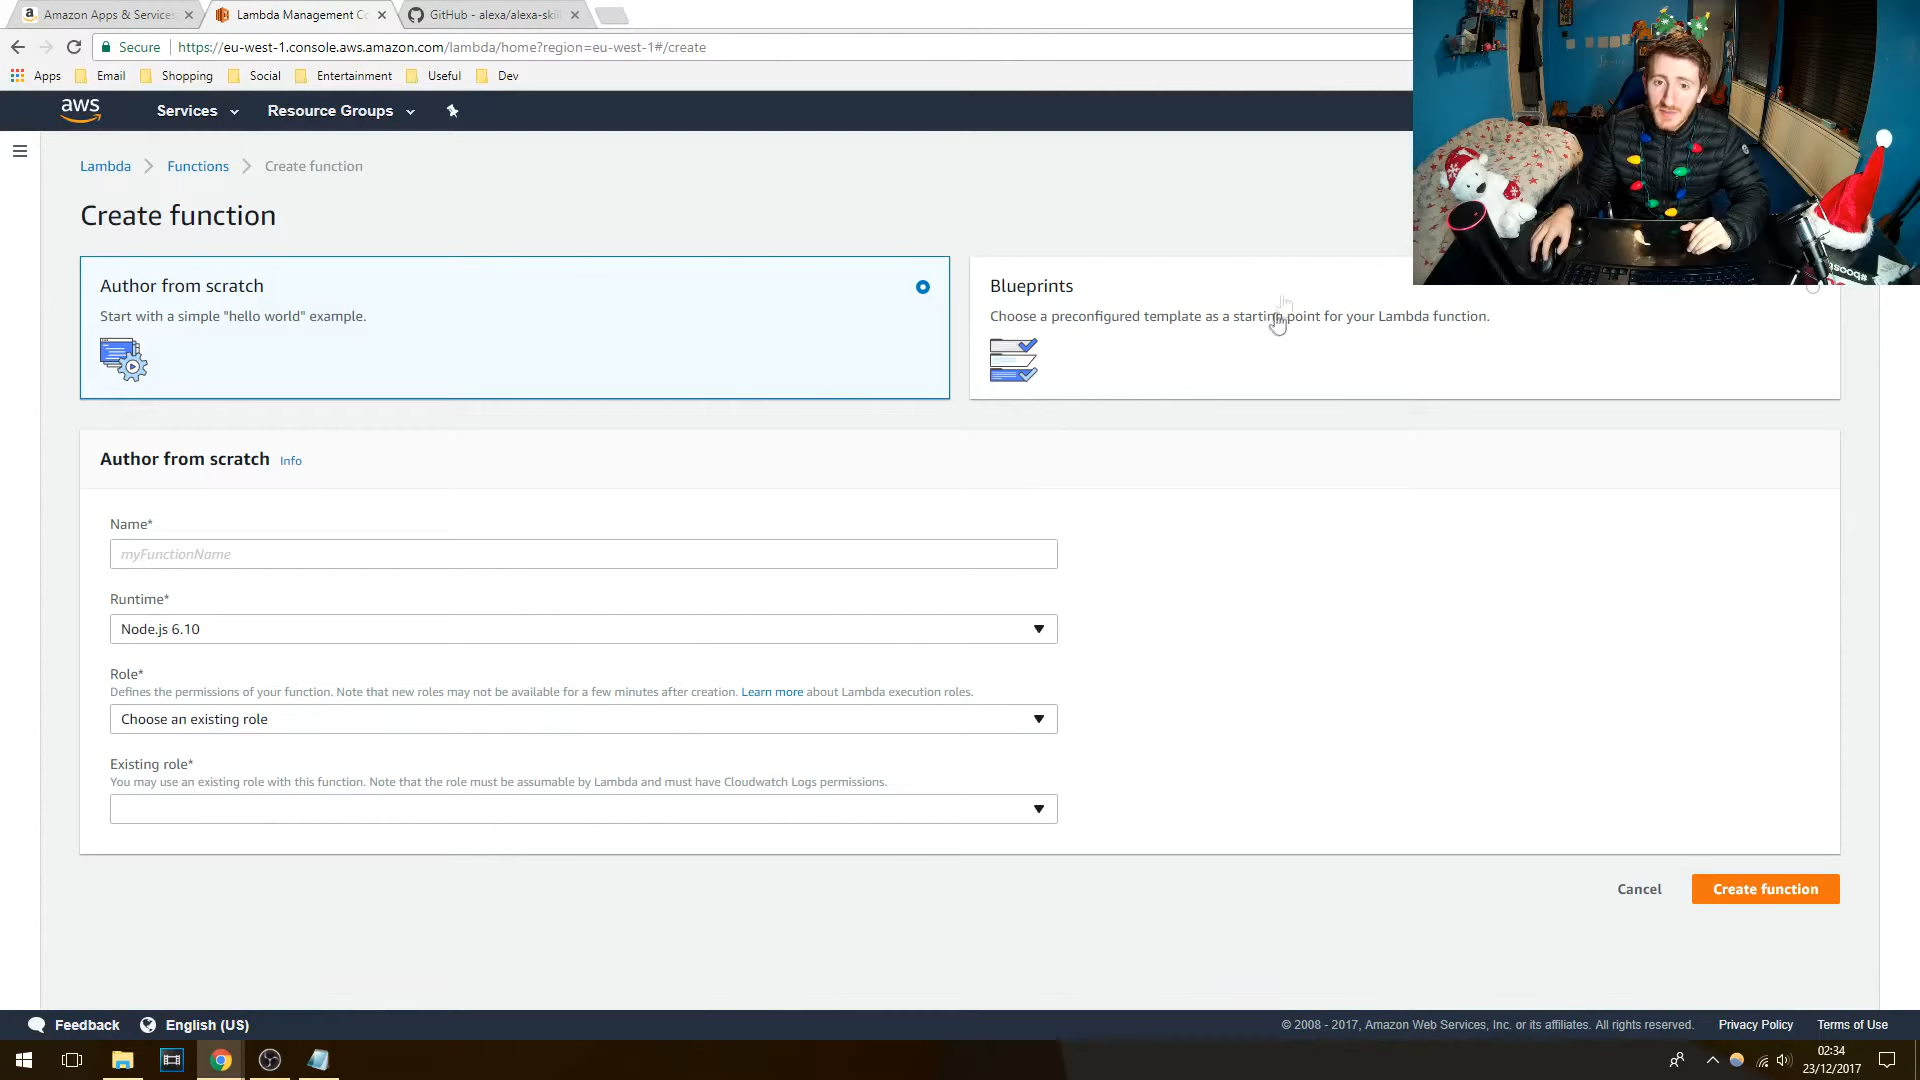 Amazon Apps & Services
Lambda Management Co
GitHub - alexa/alexa-skil
Secure
https://eu-west-1.console.aws.amazon.com/lambda/home?region=eu-west-1#/create
Apps
Email
Shopping
Social
Entertainment
Useful
Dev
aws
Services
Resource Groups
Lambda
Functions
Create function
Create function
Author from scratch
Start with a simple "hello world" example.
Blueprints
Choose a preconfigured template as a starting point for your Lambda function.
#boost
Author from scratch Info
Name*
myFunctionName
Runtime*
Node.js 6.10
Role*
Defines the permissions of your function. Note that new roles may not be available for a few minutes after creation. Learn more about Lambda execution roles.
Choose an existing role
Existing role*
You may use an existing role with this function. Note that the role must be assumable by Lambda and must have Cloudwatch Logs permissions.
Cancel
Create function
Feedback
English (US)
© 2008 - 2017, Amazon Web Services, Inc. or its affiliates. All rights reserved.
Privacy Policy
Terms of Use
02:34
23/12/2017